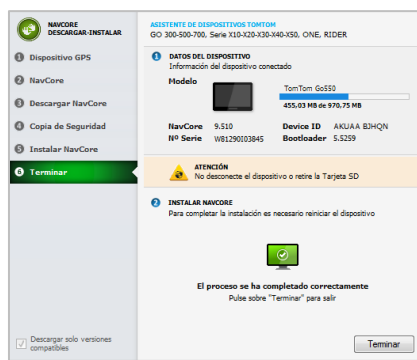 NAVCORE
DESCARGAR-INSTALAR
1 Dispositivo GPS
2 NavCore
3 Descargar NavCore
4 Copia de Seguridad
5 Instalar NavCore
6 Terminar
Descargar solo versiones
compatibles
ASISTENTE DE DISPOSITIVOS TOMTOM
GO 300-500-700, Serie X10-X20-X30-X40-X50, ONE, RIDER
1 DATOS DEL DISPOSITIVO
Información del dispositivo conectado
Modelo
TomTom Go550
455,03 MB de 970,75 MB
NavCore 9.510 Device ID AKUAA BJHQN
Nº Serie W81290I03845 Bootloader 5.5259
ATENCIÓN
No desconecte el dispositivo o retire la Tarjeta SD
2 INSTALAR NAVCORE
Para completar la instalación es necesario reiniciar el dispositivo
El proceso se ha completado correctamente
Pulse sobre "Terminar" para salir
Terminar